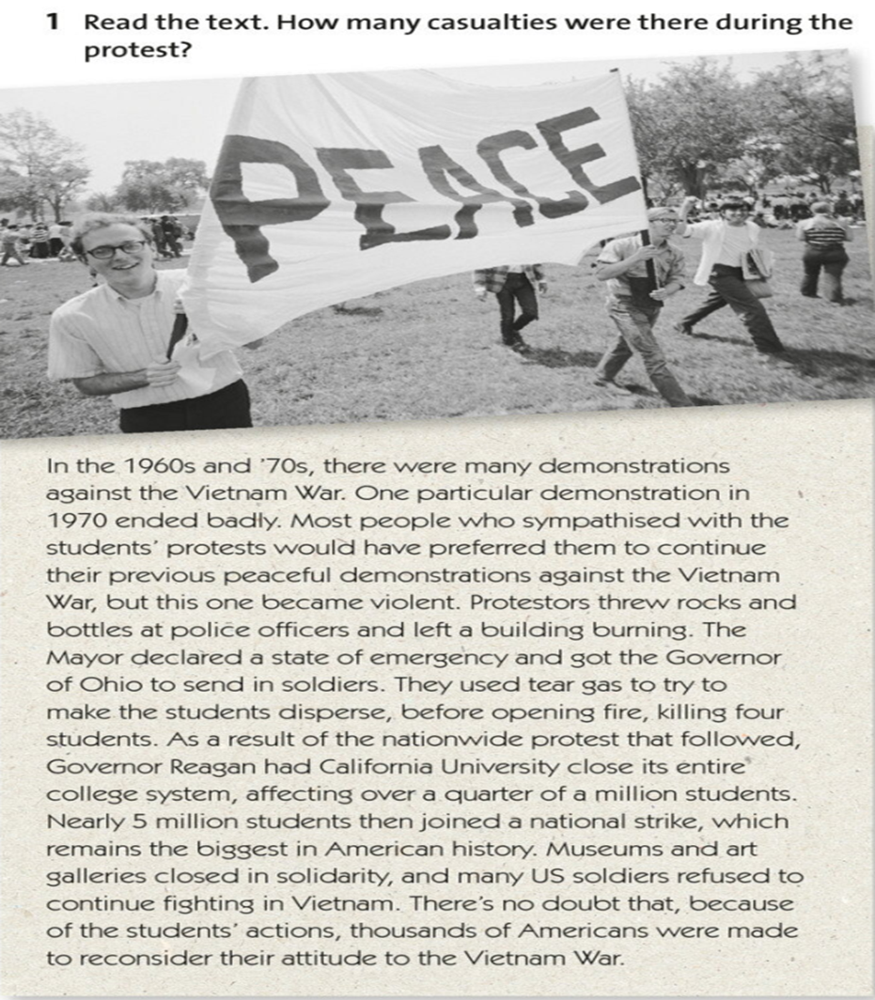 1 Read the text. How many casualties were there during the
protest?
PEACE
In the 1960s and '70s, there were many demonstrations
against the Vietnam War. One particular demonstration in
1970 ended badly. Most people who sympathised with the
students' protests would have preferred them to continue
their previous peaceful demonstrations against the Vietnam
War, but this one became violent. Protestors threw rocks and
bottles at police officers and left a building burning. The
Mayor declared a state of emergency and got the Governor
of Ohio to send in soldiers. They used tear gas to try to
make the students disperse, before opening fire, killing four
students. As a result of the nationwide protest that followed,
Governor Reagan had California University close its entire
college system, affecting over a quarter of a million students.
Nearly 5 million students then joined a national strike, which
remains the biggest in American history. Museums and art
galleries closed in solidarity, and many US soldiers refused to
continue fighting in Vietnam. There's no doubt that, because
of the students' actions, thousands of Americans were made
to reconsider their attitude to the Vietnam War.